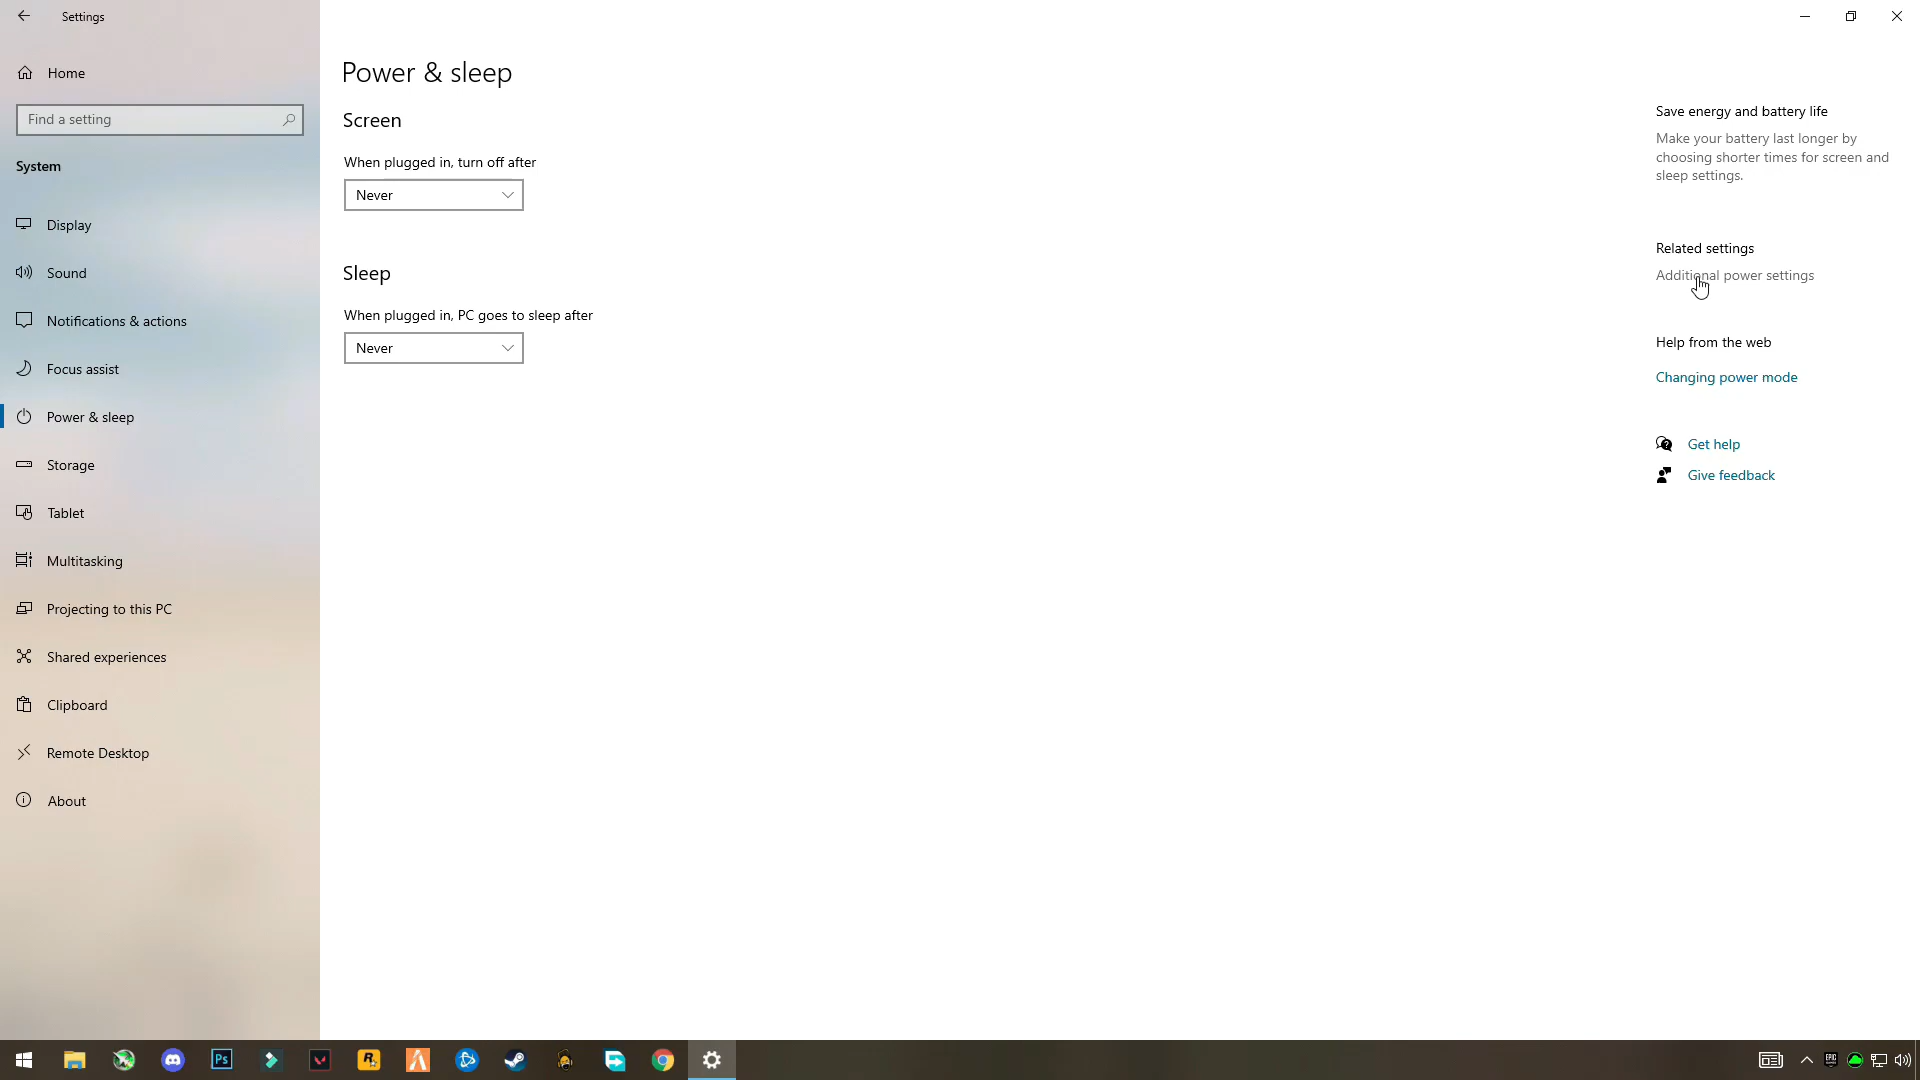 Settings
Home
Find a setting
System
Display
Sound
Notifications & actions
Focus assist
Power & sleep
Storage
Tablet
Multitasking
Projecting to this PC
Shared experiences
Clipboard
Remote Desktop
About
Power & sleep
Screen
When plugged in, turn off after
Never
Sleep
When plugged in, PC goes to sleep after
Never
Save energy and battery life
Make your battery last longer by
choosing shorter times for screen and
sleep settings.
Related settings
Additional power settings
Help from the web
Changing power mode
Get help
Give feedback
Ps
R
EPIC